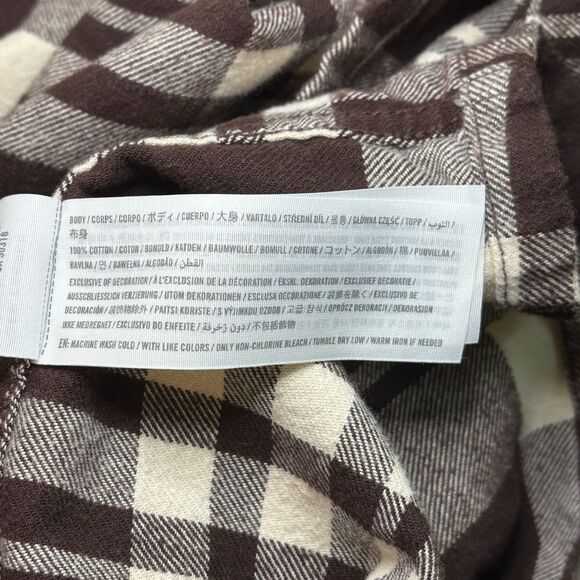 BODY / CORPS / CORPO / ボディ / CUERPO / 大身 / VARTALO / STŘEDNÍ DÍL / 몸통 / GŁÓWNA CZĘŚĆ / TOPP / التوب /
布身
100% COTTON / COTON / BOMULD / KATOEN / BAUMWOLLE / BOMULL / COTONE / コットン / ALGODÓN / 棉 / PUUVILLAA /
BAVLNA / 면 / BAWEŁNA / ALGODÃO / القطن
EXCLUSIVE OF DECORATION / À L'EXCLUSION DE LA DÉCORATION / EKSKL. DEKORATION / EXCLUSIEF DECORATIE /
AUSSCHLIESSLICH VERZIERUNG / UTOM DEKORATIONEN / ESCLUSA DECORAZIONE / 装飾を除く / EXCLUSIVO DE
DECORACIÓN / 装饰物除外 / PAITSI KORISTE / S VÝJIMKOU OZDOB / 고급 장식 / OPRÓCZ DEKORACJI / DEKORASJON
IKKE MEDREGNET / EXCLUSIVO DO ENFEITE / دون زخرفة / 不包括飾物
EN: MACHINE WASH COLD / WITH LIKE COLORS / ONLY NON-CHLORINE BLEACH / TUMBLE DRY LOW / WARM IRON IF NEEDED